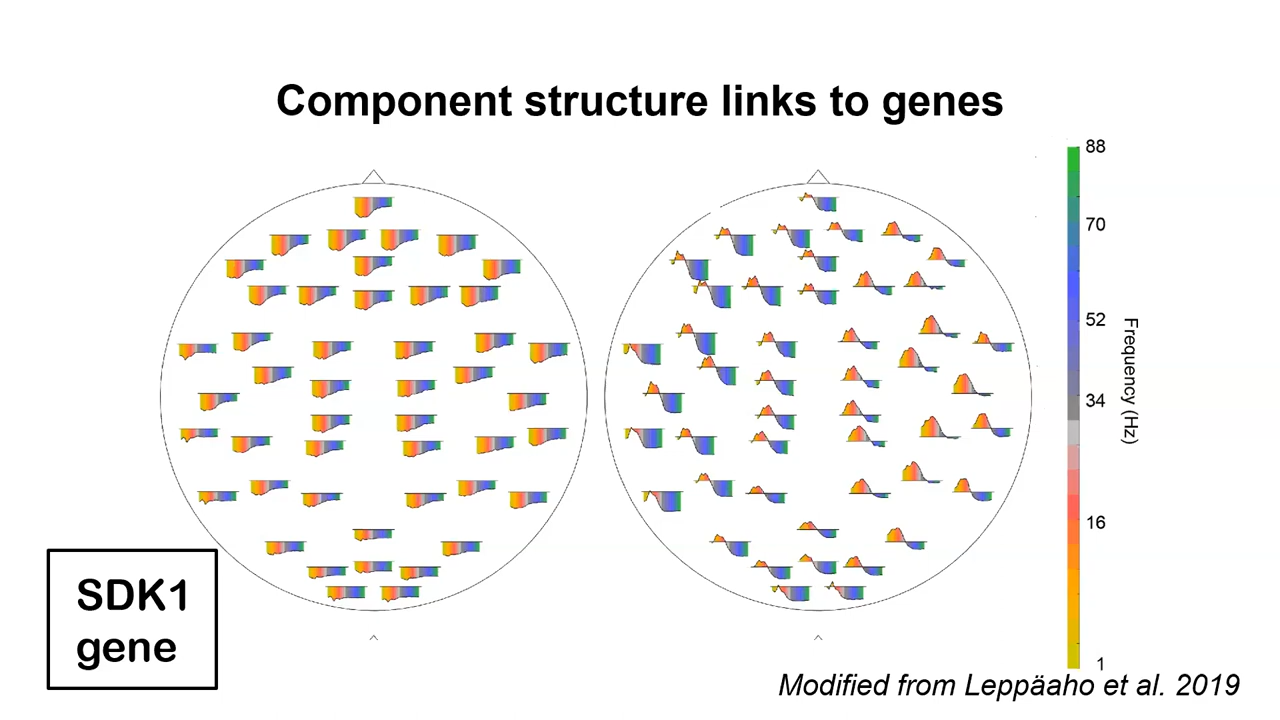 Component structure links to genes
88
70
52
34
16
1
Frequency (Hz)
SDK1
gene
Modified from Leppäaho et al. 2019